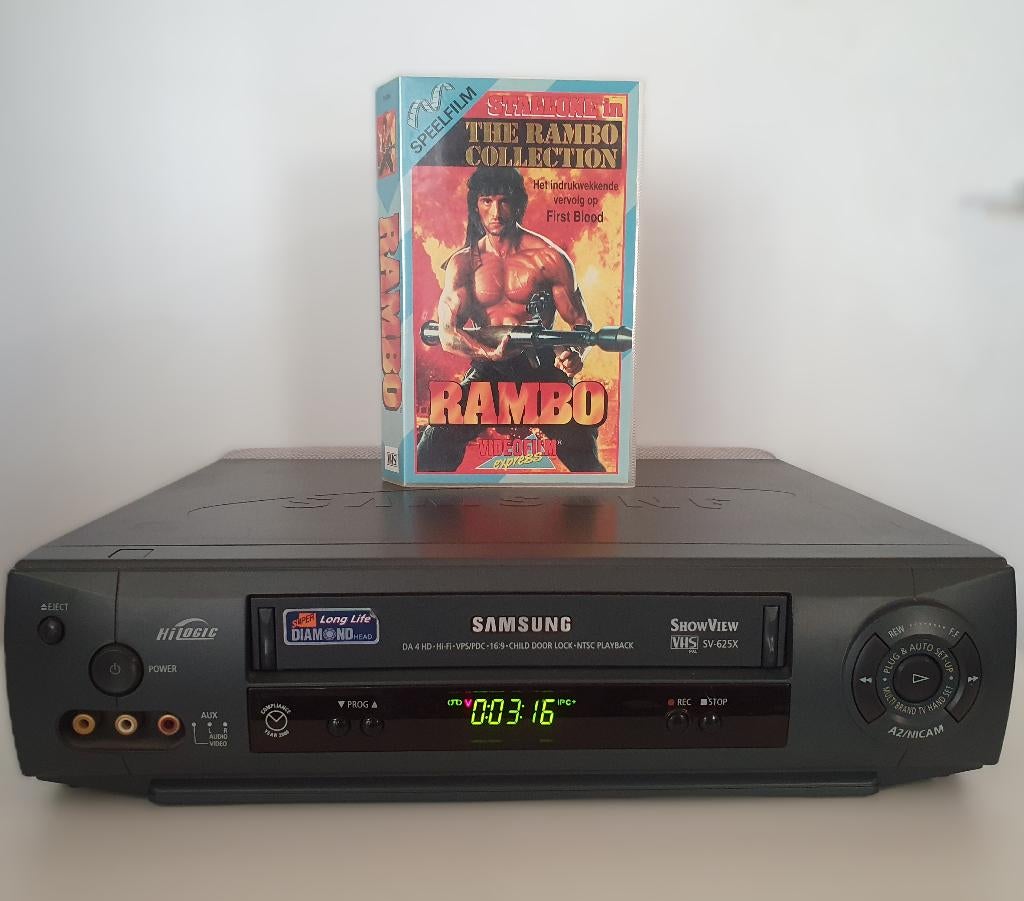 SPEELFILM
STALLONE in
THE RAMBO
COLLECTION
Het indrukwekkende
vervolg op
First Blood
RAMBO
VIDEOFILM
express
RAMBO
VHS
SAMSUNG
EJECT
HiLOGIC
POWER
AUX
L R
AUDIO
VIDEO
SUPER Long Life
DIAMOND HEAD
SAMSUNG
DA 4 HD·Hi-Fi·VPS/PDC·16:9·CHILD DOOR LOCK·NTSC PLAYBACK
SHOWVIEW
VHS SV-625X
PAL
COMPLIANCE
YEAR 2000
▼ PROG ▲
V 0:03:16 IPC+
● REC ■ STOP
REW ········ F.F
PLUG & AUTO SET-UP
MULTI BRAND TV HAND SET
A2/NICAM